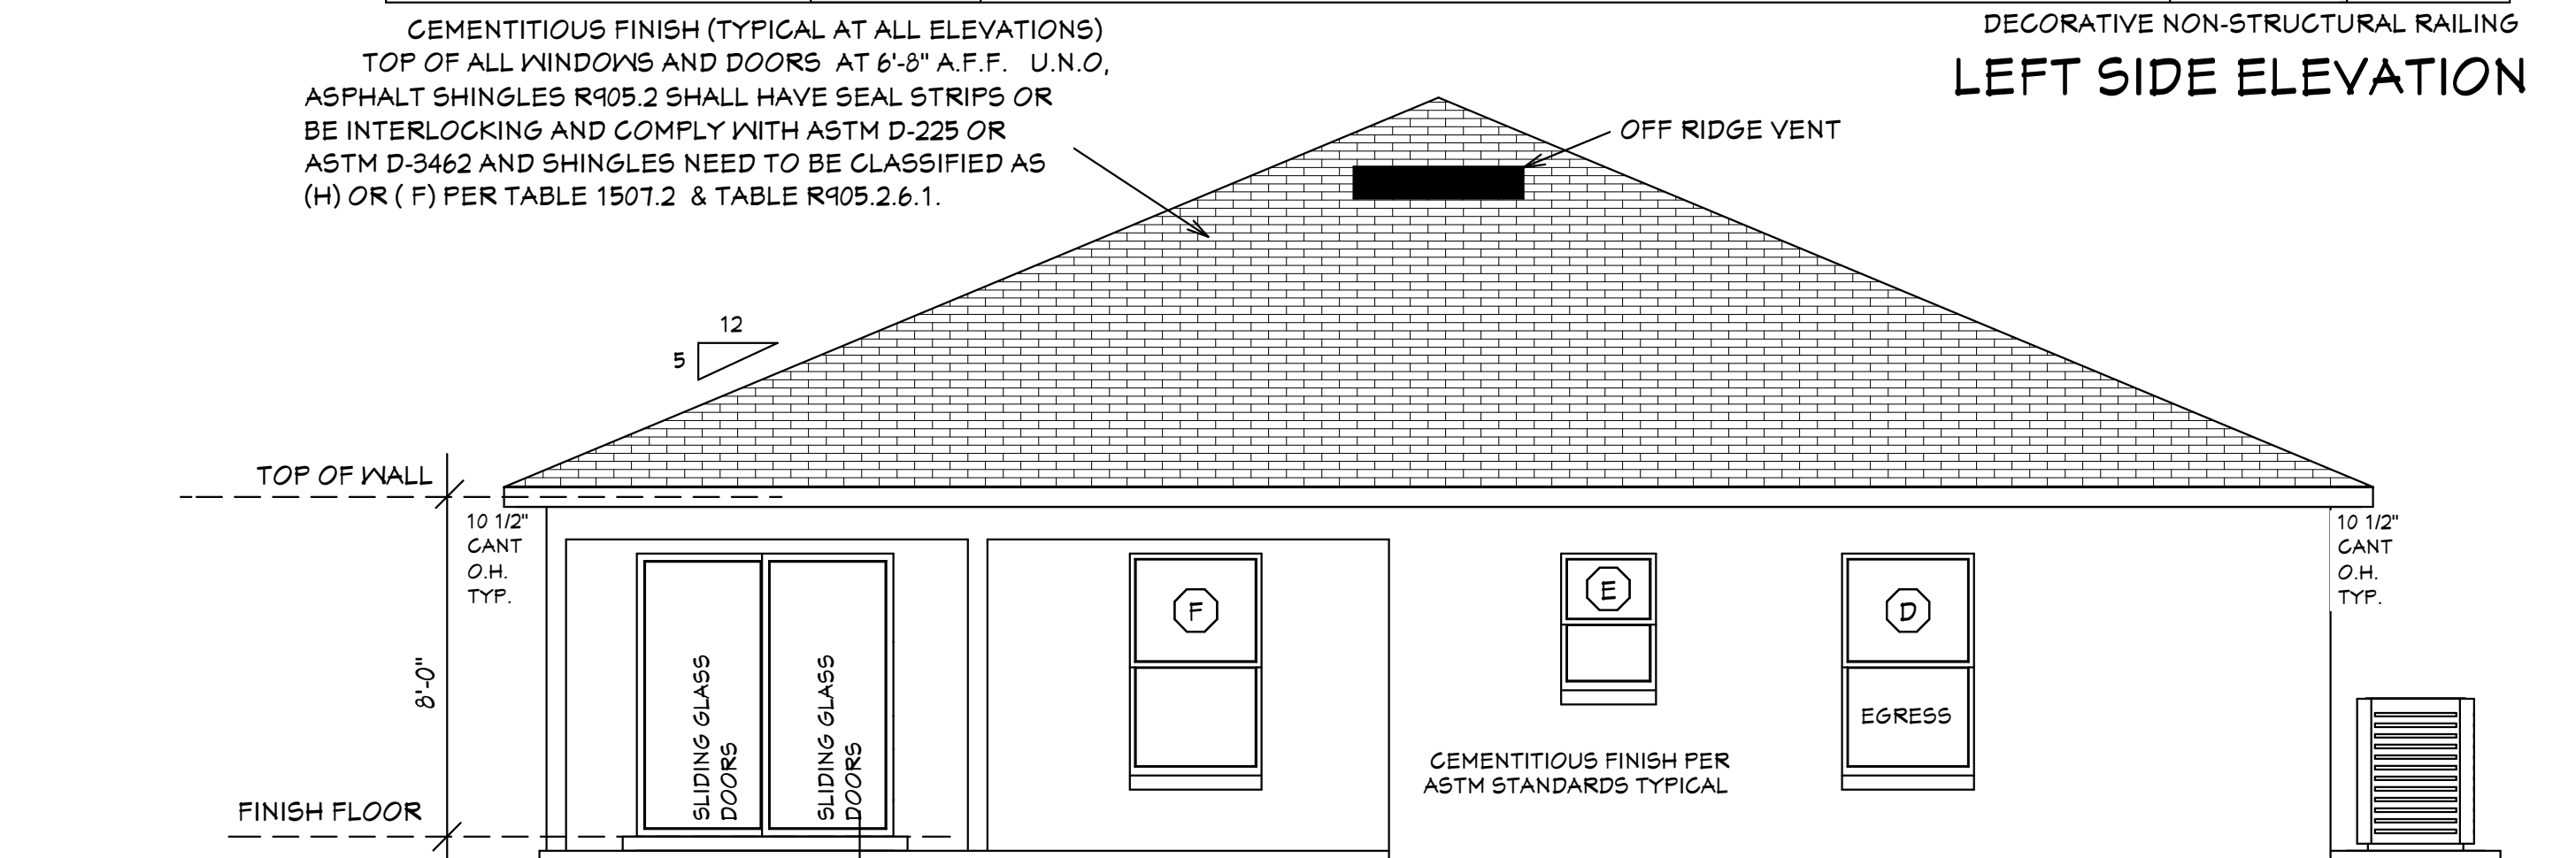 CEMENTITIOUS FINISH (TYPICAL AT ALL ELEVATIONS)
TOP OF ALL WINDOWS AND DOORS AT 6'-8" A.F.F. U.N.O,
ASPHALT SHINGLES R905.2 SHALL HAVE SEAL STRIPS OR
BE INTERLOCKING AND COMPLY WITH ASTM D-225 OR
ASTM D-3462 AND SHINGLES NEED TO BE CLASSIFIED AS
(H) OR ( F) PER TABLE 1507.2 & TABLE R905.2.6.1.
DECORATIVE NON-STRUCTURAL RAILING
LEFT SIDE ELEVATION
OFF RIDGE VENT
12
5
TOP OF WALL
10 1/2"
CANT
O.H.
TYP.
10 1/2"
CANT
O.H.
TYP.
8'-0"
SLIDING GLASS
DOORS
SLIDING GLASS
DOORS
F
E
D
EGRESS
CEMENTITIOUS FINISH PER
ASTM STANDARDS TYPICAL
FINISH FLOOR